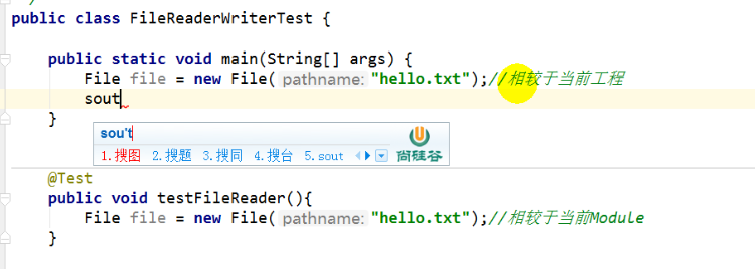 public class FileReaderWriterTest {
public static void main(String[] args) {
File file = new File( pathname: "hello.txt");//相较于当前工程
sout
}
sou't
1.搜图 2.搜题 3.搜同 4.搜台 5.sout
尚硅谷
@Test
public void testFileReader(){
File file = new File( pathname: "hello.txt");//相较于当前Module
}